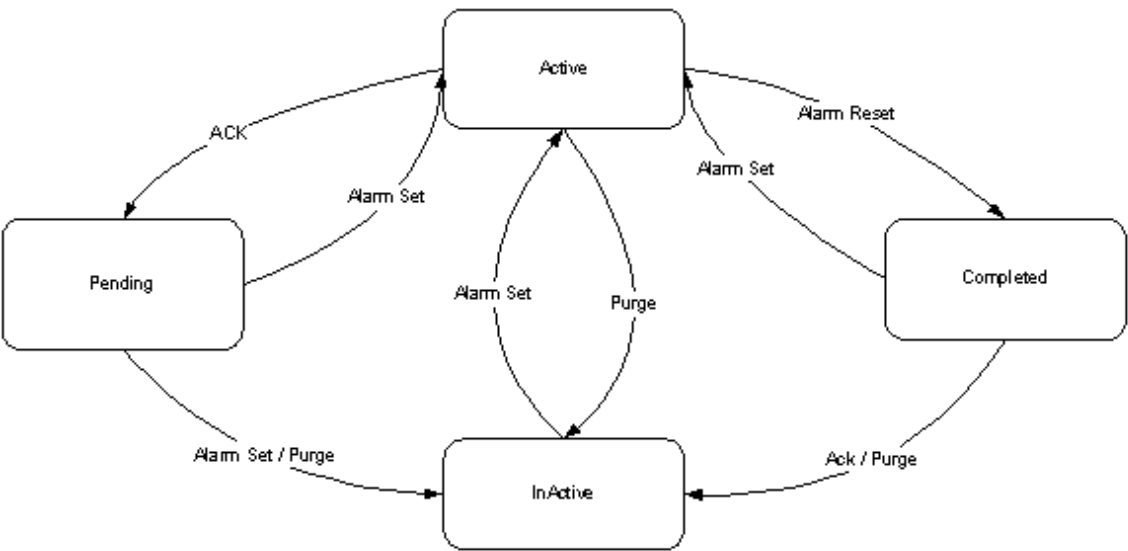 Active
ACK
Alarm Reset
Alarm Set
Alarm Set
Pending
Completed
Alarm Set
Purge
Alarm Set / Purge
Ack / Purge
InActive